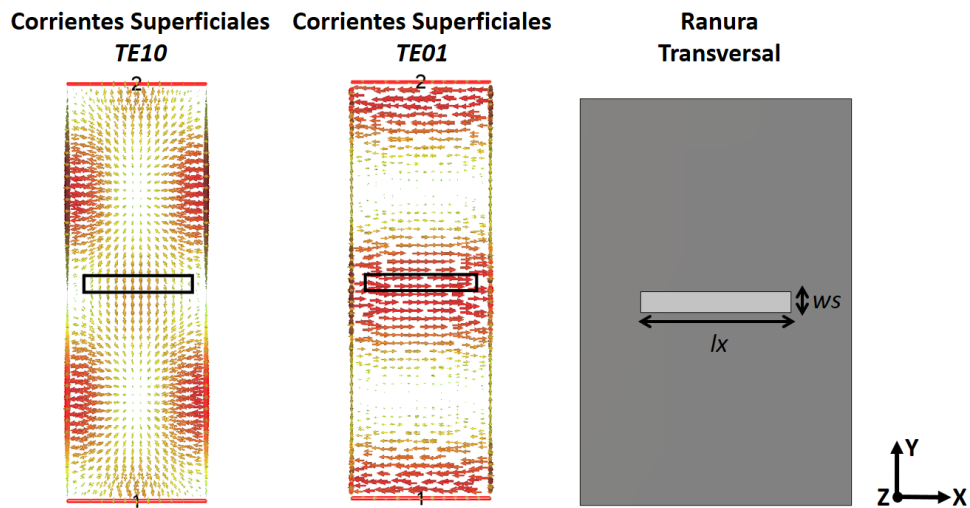 Corrientes Superficiales
TE10
Corrientes Superficiales
TE01
Ranura
Transversal
2
2
1
1
ws
lx
Y
Z
X